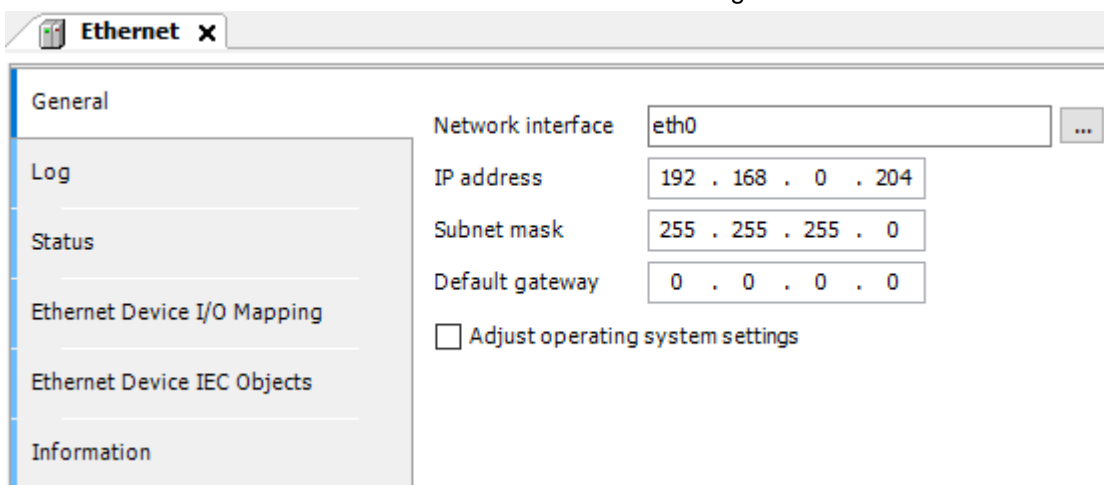 Ethernet x
General
Network interface eth0 ...
Log
IP address 192 . 168 . 0 . 204
Subnet mask 255 . 255 . 255 . 0
Status
Default gateway 0 . 0 . 0 . 0
Ethernet Device I/O Mapping
Adjust operating system settings
Ethernet Device IEC Objects
Information